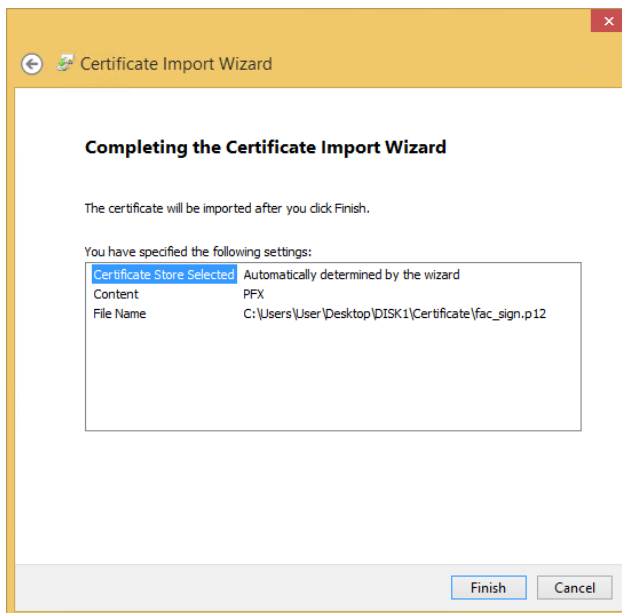 Certificate Import Wizard
Completing the Certificate Import Wizard
The certificate will be imported after you click Finish.
You have specified the following settings:
Certificate Store Selected Automatically determined by the wizard
Content PFX
File Name C:\Users\User\Desktop\DISK1\Certificate\fac_sign.p12
Finish Cancel